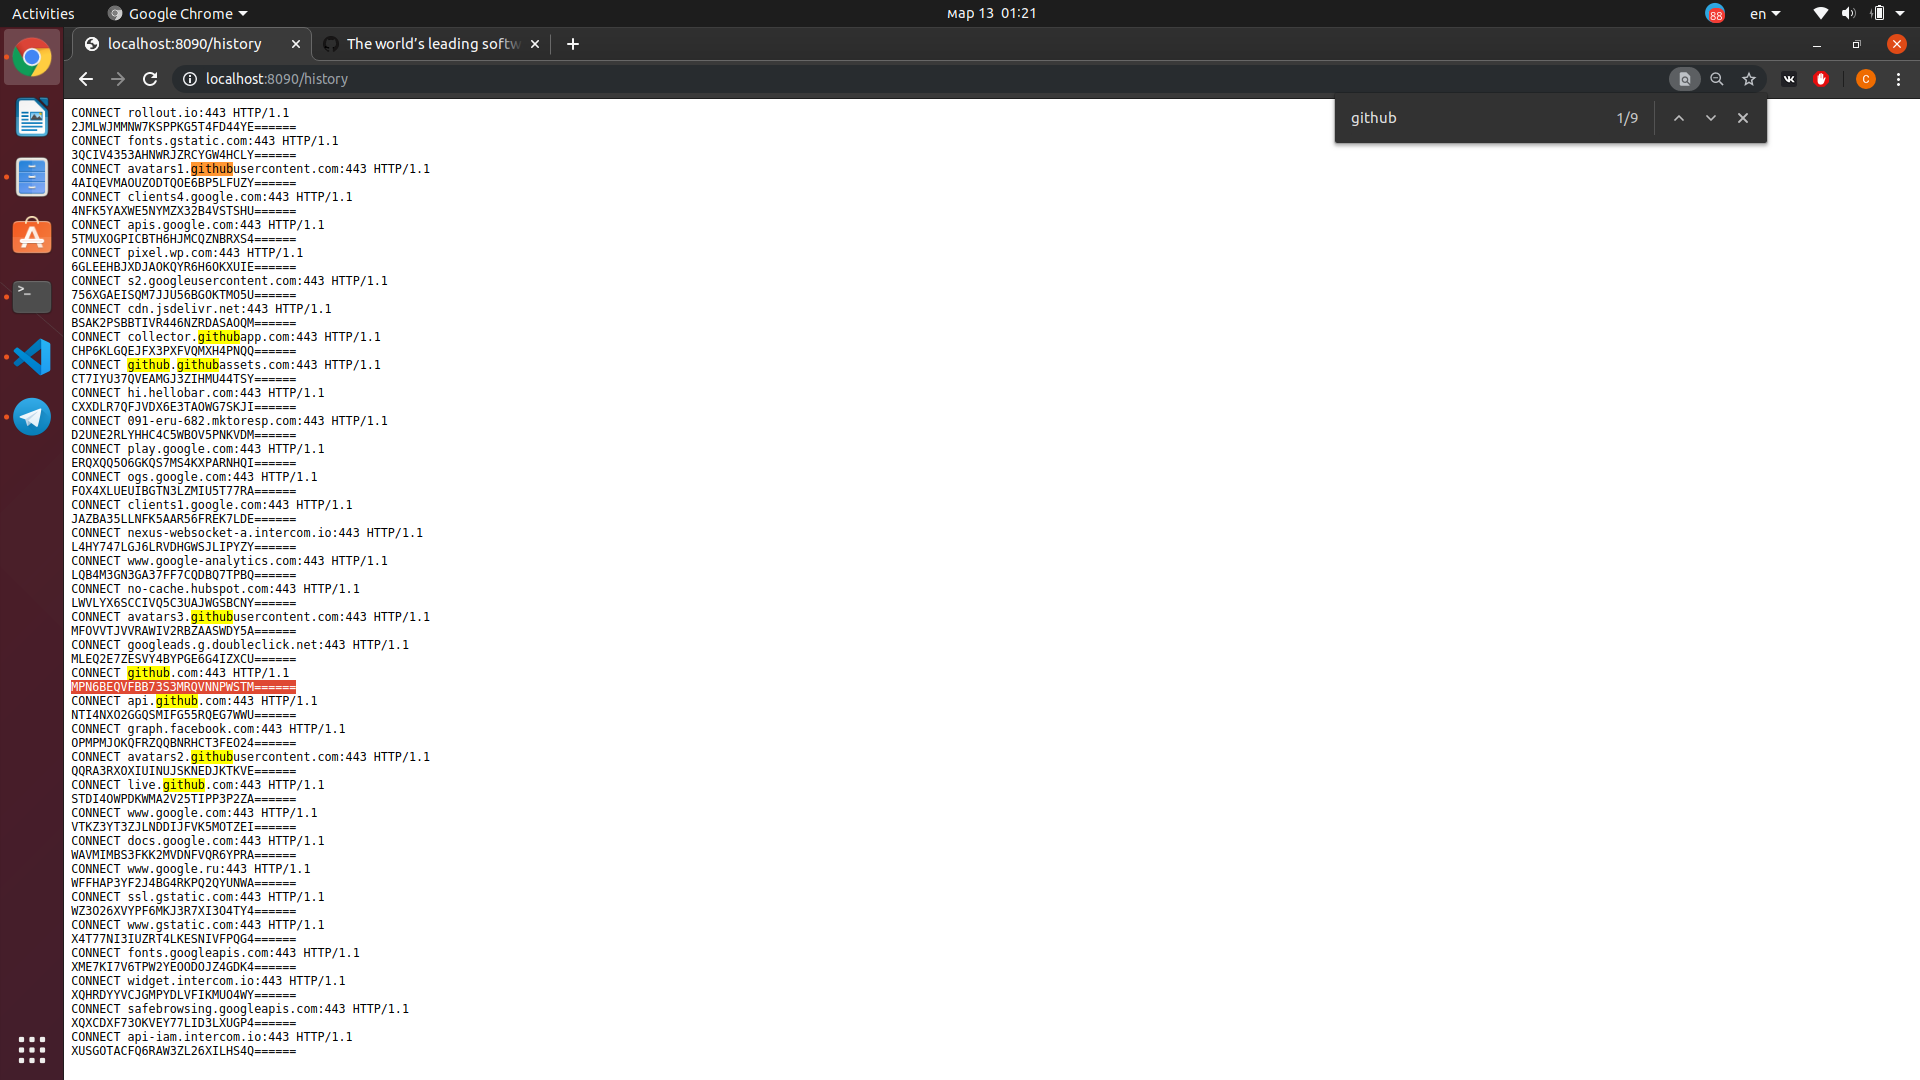 Activities
Google Chrome
мар 13 01:21
88
en
localhost:8090/history
The world's leading softw
localhost:8090/history
C
github
1/9
CONNECT rollout.io:443 HTTP/1.1
2JMLWJMMNW7KSPPKG5T4FD44YE======
CONNECT fonts.gstatic.com:443 HTTP/1.1
3QCIV4353AHNWRJZRCYGW4HCLY======
CONNECT avatars1.githubusercontent.com:443 HTTP/1.1
4AIQEVMAOUZODTQOE6BP5LFUZY======
CONNECT clients4.google.com:443 HTTP/1.1
4NFK5YAXWE5NYMZX32B4VSTSHU======
CONNECT apis.google.com:443 HTTP/1.1
5TMUXOGPICBTH6HJMCQZNBRXS4======
CONNECT pixel.wp.com:443 HTTP/1.1
6GLEEHBJXDJAOKQYR6H6OKXUIE======
CONNECT s2.googleusercontent.com:443 HTTP/1.1
756XGAEISQM7JJU56BGOKTMO5U======
CONNECT cdn.jsdelivr.net:443 HTTP/1.1
BSAK2PSBBTIVR446NZRDASAOQM======
CONNECT collector.githubapp.com:443 HTTP/1.1
CHP6KLGQEJFX3PXFVQMXH4PNQQ======
CONNECT github.githubassets.com:443 HTTP/1.1
CT7IYU37QVEAMGJ3ZIHMU44TSY======
CONNECT hi.hellobar.com:443 HTTP/1.1
CXXDLR7QFJVDX6E3TAOWG7SKJI======
CONNECT 091-eru-682.mktoresp.com:443 HTTP/1.1
D2UNE2RLYHHC4C5WBOV5PNKVDM======
CONNECT play.google.com:443 HTTP/1.1
ERQXQQ5O6GKQS7MS4KXPARNHQI======
CONNECT ogs.google.com:443 HTTP/1.1
FOX4XLUEUIBGTN3LZMIU5T77RA======
CONNECT clients1.google.com:443 HTTP/1.1
JAZBA35LLNFK5AAR56FREK7LDE======
CONNECT nexus-websocket-a.intercom.io:443 HTTP/1.1
L4HY747LGJ6LRVDHGWSJLIPYZY======
CONNECT www.google-analytics.com:443 HTTP/1.1
LQB4M3GN3GA37FF7CQDBQ7TPBQ======
CONNECT no-cache.hubspot.com:443 HTTP/1.1
LWVLYX6SCCIVQ5C3UAJWGSBCNY======
CONNECT avatars3.githubusercontent.com:443 HTTP/1.1
MFOVVTJVVRAWIV2RBZAASWDY5A======
CONNECT googleads.g.doubleclick.net:443 HTTP/1.1
MLEQ2E7ZESVY4BYPGE6G4IZXCU======
CONNECT github.com:443 HTTP/1.1
MPN6BEQVFBB73S3MRQVNNPWSTM======
CONNECT api.github.com:443 HTTP/1.1
NTI4NXO2GGQSMIFG55RQEG7WWU======
CONNECT graph.facebook.com:443 HTTP/1.1
OPMPMJOKQFRZQQBNRHCT3FEO24======
CONNECT avatars2.githubusercontent.com:443 HTTP/1.1
QQRA3RXOXIUINUJSKNEDJKTKVE======
CONNECT live.github.com:443 HTTP/1.1
STDI4OWPDKWMA2V25TIPP3P2ZA======
CONNECT www.google.com:443 HTTP/1.1
VTKZ3YT3ZJLNDDIJFVK5MOTZEI======
CONNECT docs.google.com:443 HTTP/1.1
WAVMIMBS3FKK2MVDNFVQR6YPRA======
CONNECT www.google.ru:443 HTTP/1.1
WFFHAP3YF2J4BG4RKPQ2QYUNWA======
CONNECT ssl.gstatic.com:443 HTTP/1.1
WZ3O26XVYPF6MKJ3R7XI3O4TY4======
CONNECT www.gstatic.com:443 HTTP/1.1
X4T77NI3IUZRT4LKESNIVFPQG4======
CONNECT fonts.googleapis.com:443 HTTP/1.1
XME7KI7V6TPW2YEOODOJZ4GDK4======
CONNECT widget.intercom.io:443 HTTP/1.1
XQHRDYYVCJGMPYDLVFIKMUO4WY======
CONNECT safebrowsing.googleapis.com:443 HTTP/1.1
XQXCDXF73OKVEY77LID3LXUGP4======
CONNECT api-iam.intercom.io:443 HTTP/1.1
XUSGOTACFQ6RAW3ZL26XILHS4Q======